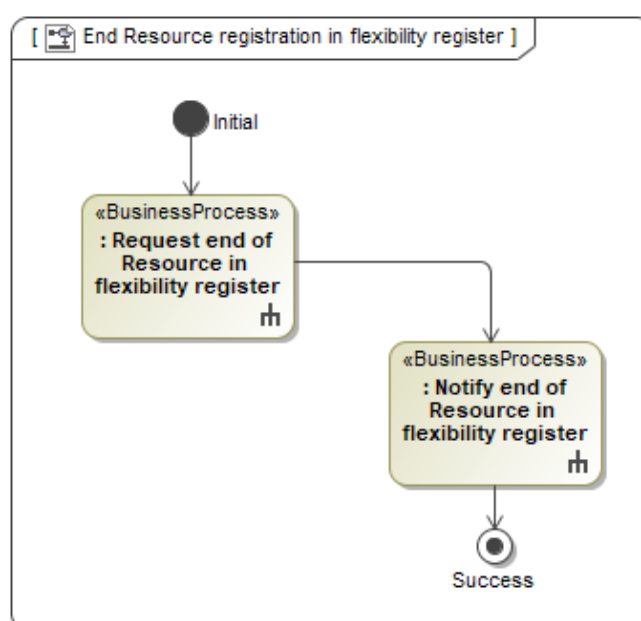 [ End Resource registration in flexibility register ]
Initial
«BusinessProcess»
: Request end of
Resource in
flexibility register
«BusinessProcess»
: Notify end of
Resource in
flexibility register
Success